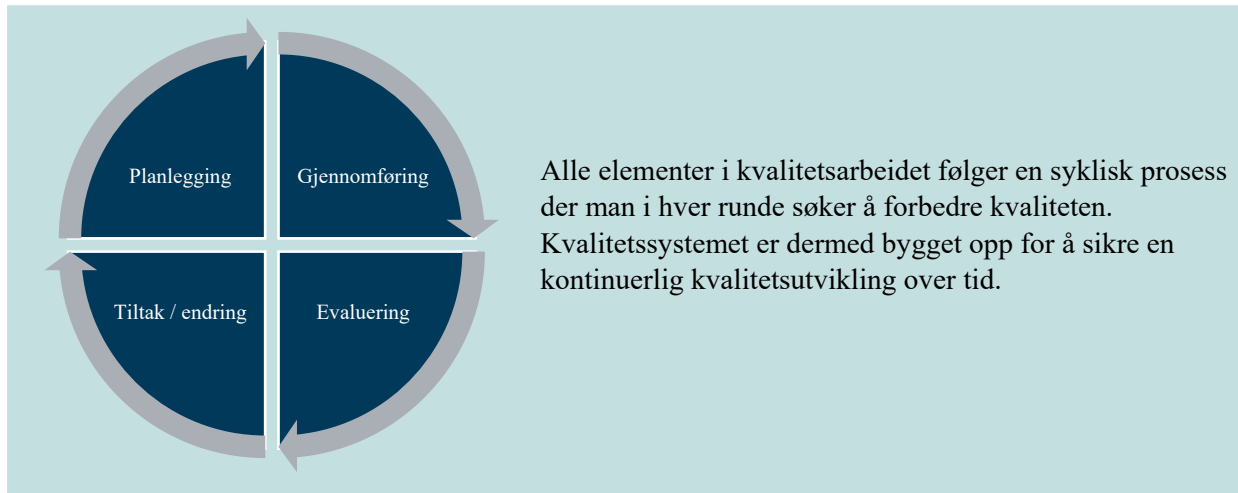 Planlegging
Gjennomføring
Tiltak / endring
Evaluering
Alle elementer i kvalitetsarbeidet følger en syklisk prosess
der man i hver runde søker å forbedre kvaliteten.
Kvalitetssystemet er dermed bygget opp for å sikre en
kontinuerlig kvalitetsutvikling over tid.